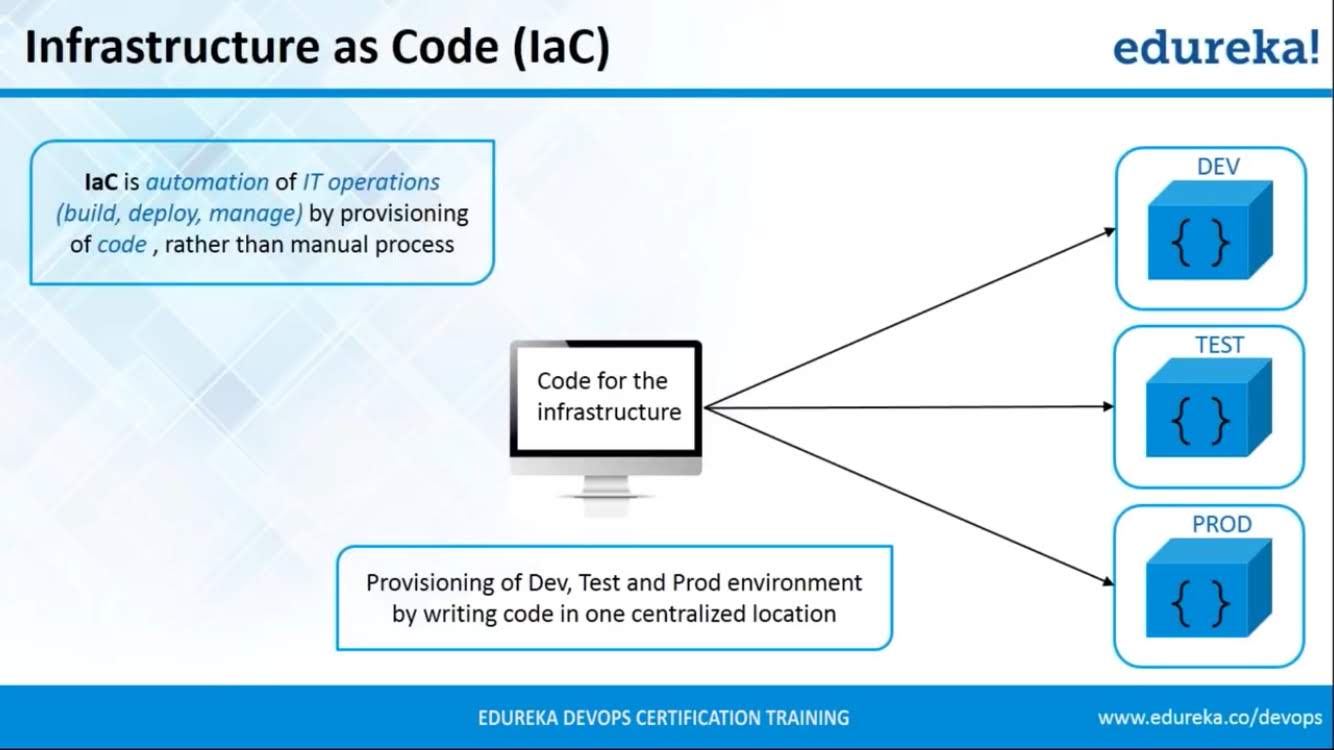 Infrastructure as Code (IaC)
edureka!
IaC is automation of IT operations
(build, deploy, manage) by provisioning
of code , rather than manual process
DEV
{ }
Code for the
infrastructure
TEST
{ }
PROD
{ }
Provisioning of Dev, Test and Prod environment
by writing code in one centralized location
EDUREKA DEVOPS CERTIFICATION TRAINING
www.edureka.co/devops